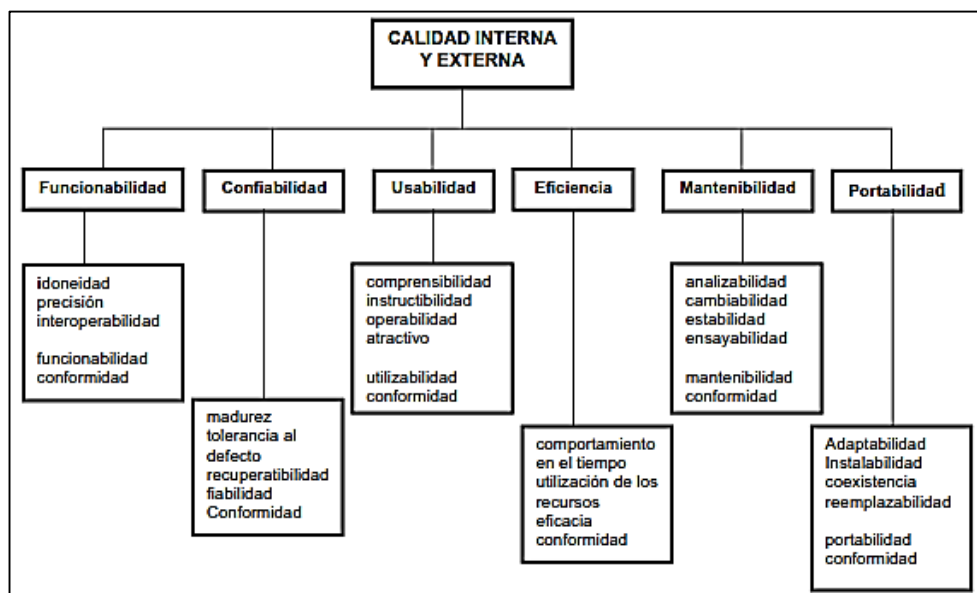 CALIDAD INTERNA
Y EXTERNA
Funcionabilidad
Confiabilidad
Usabilidad
Eficiencia
Mantenibilidad
Portabilidad
idoneidad
precisión
interoperabilidad
funcionabilidad
conformidad
madurez
tolerancia al
defecto
recuperatibilidad
fiabilidad
Conformidad
comprensibilidad
instructibilidad
operabilidad
atractivo
utilizabilidad
conformidad
comportamiento
en el tiempo
utilización de los
recursos
eficacia
conformidad
analizabilidad
cambiabilidad
estabilidad
ensayabilidad
mantenibilidad
conformidad
Adaptabilidad
Instalabilidad
coexistencia
reemplazabilidad
portabilidad
conformidad